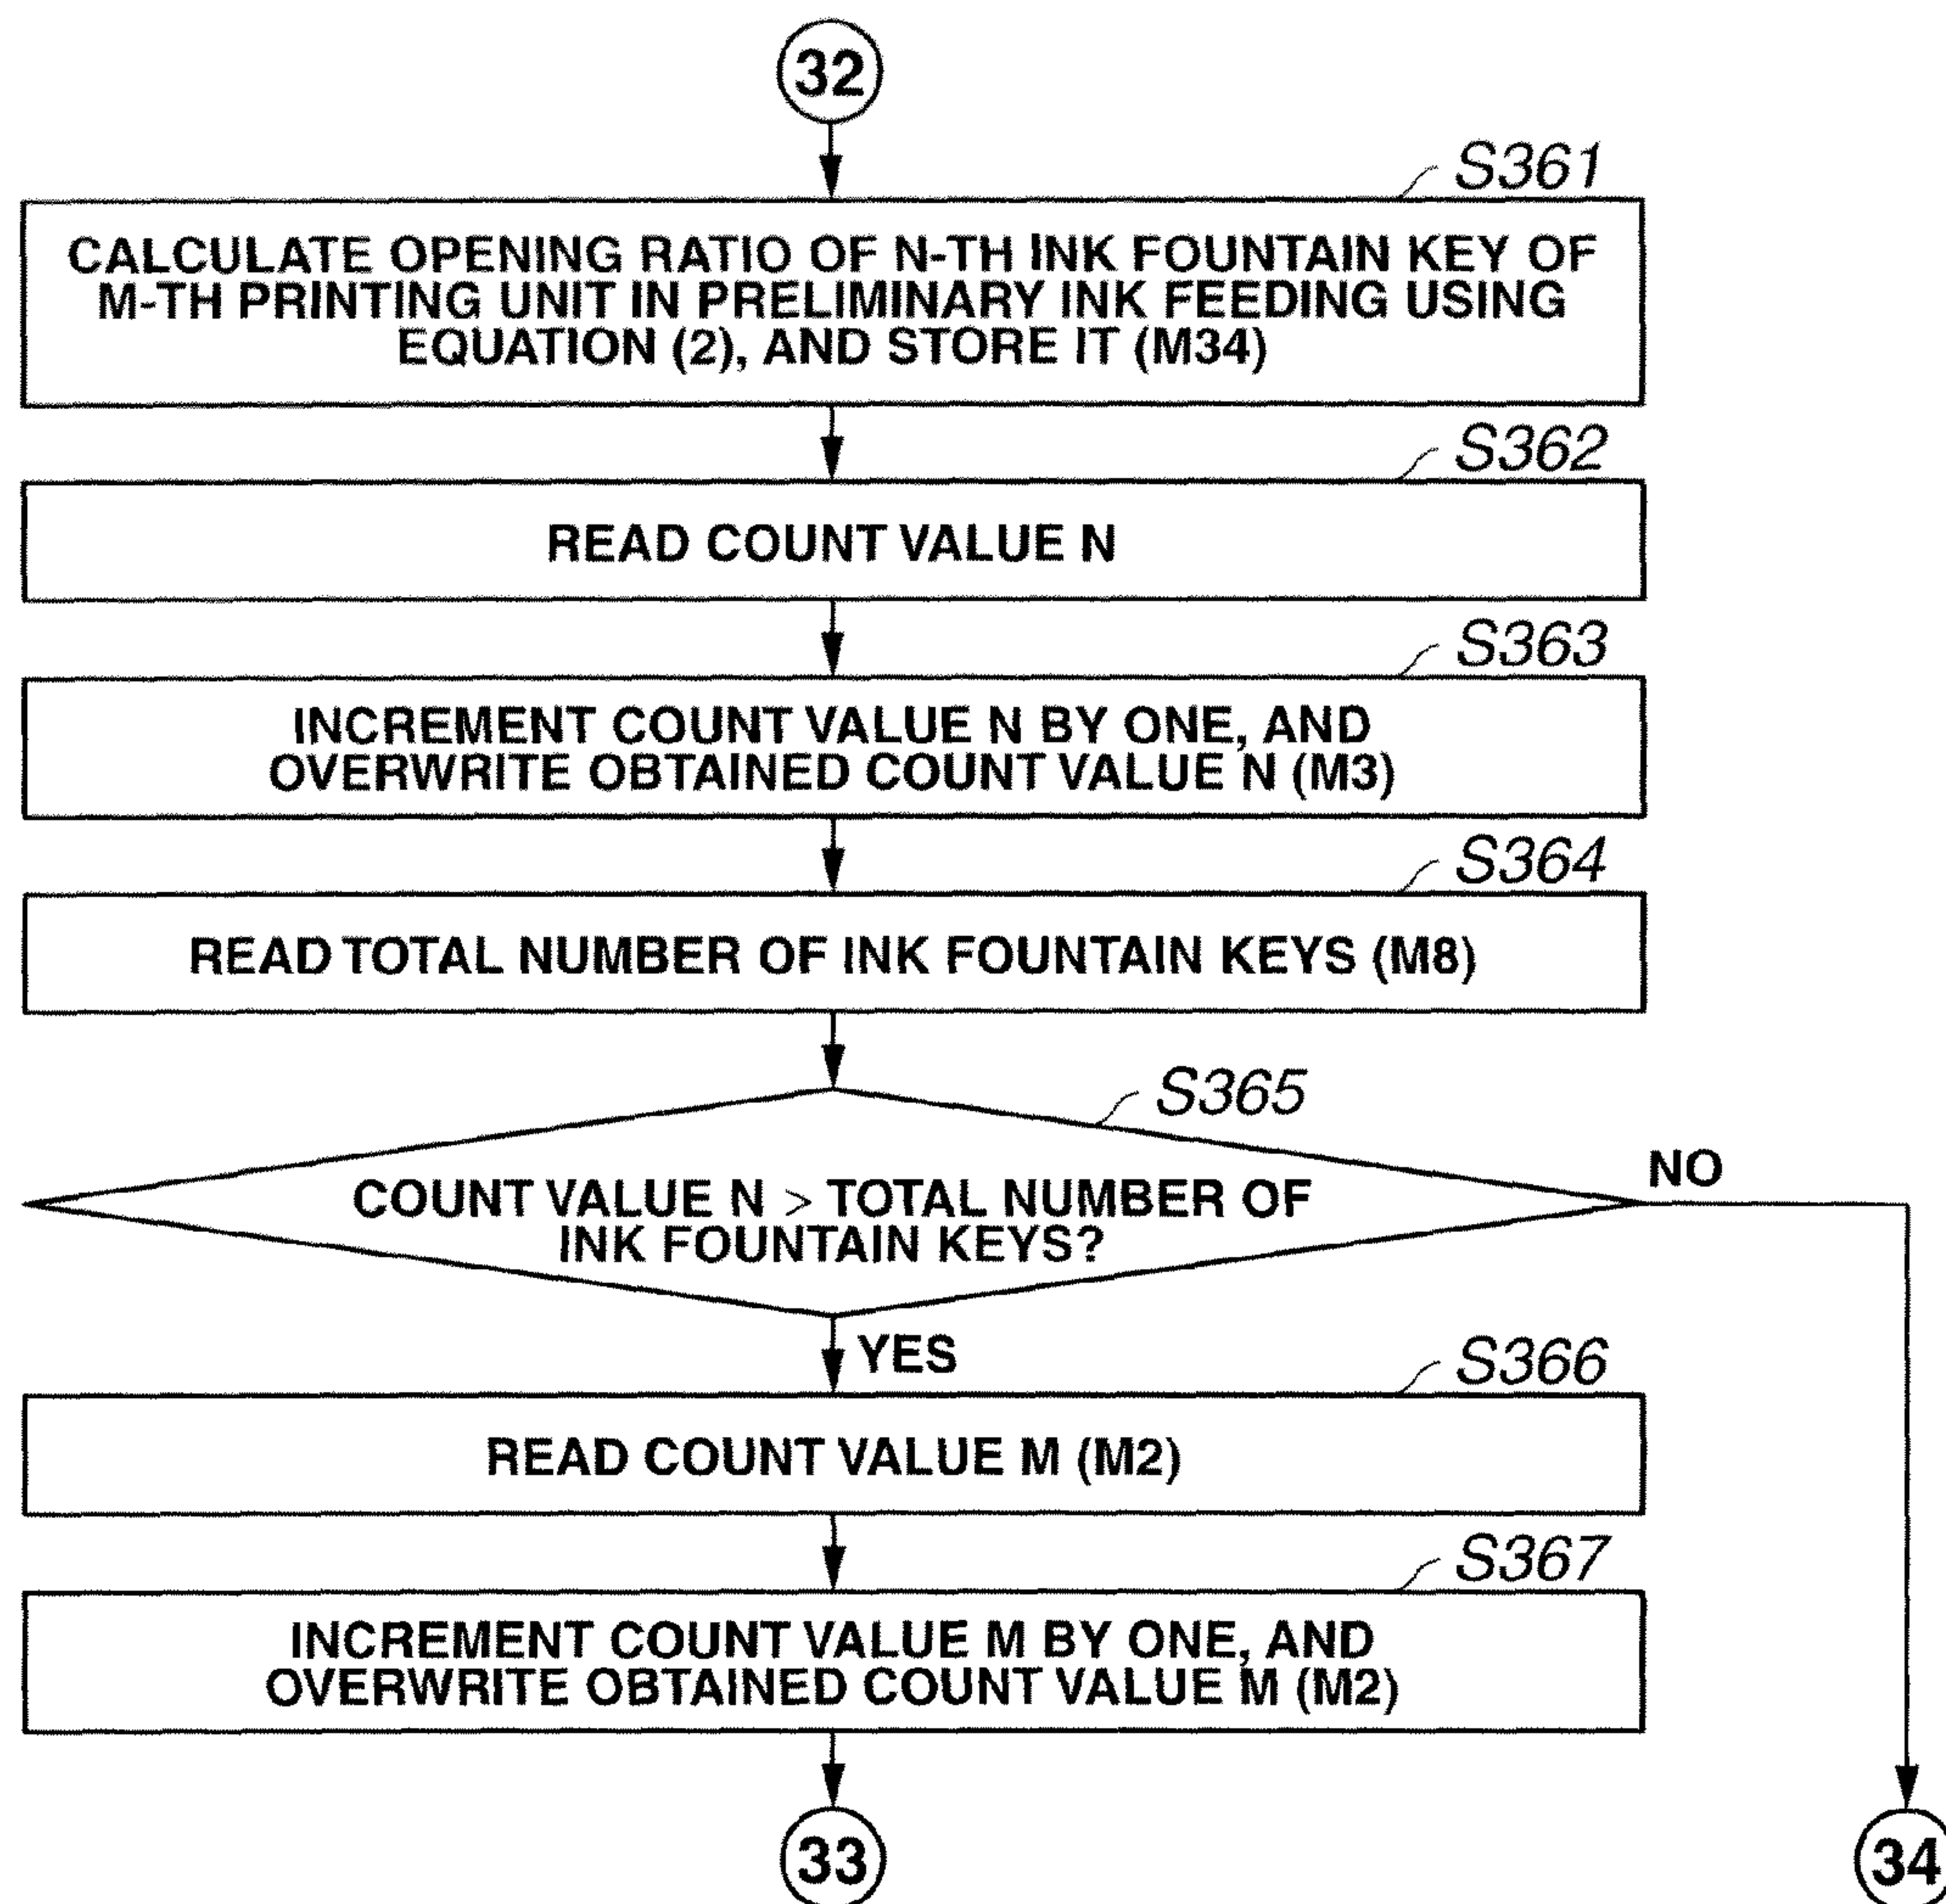 32
S361
CALCULATE OPENING RATIO OF N-TH INK FOUNTAIN KEY OF
M-TH PRINTING UNIT IN PRELIMINARY INK FEEDING USING
EQUATION (2), AND STORE IT (M34)
S362
READ COUNT VALUE N
S363
INCREMENT COUNT VALUE N BY ONE, AND
OVERWRITE OBTAINED COUNT VALUE N (M3)
S364
READ TOTAL NUMBER OF INK FOUNTAIN KEYS (M8)
S365
COUNT VALUE N > TOTAL NUMBER OF
INK FOUNTAIN KEYS?
NO
YES
S366
READ COUNT VALUE M (M2)
S367
INCREMENT COUNT VALUE M BY ONE, AND
OVERWRITE OBTAINED COUNT VALUE M (M2)
33
34